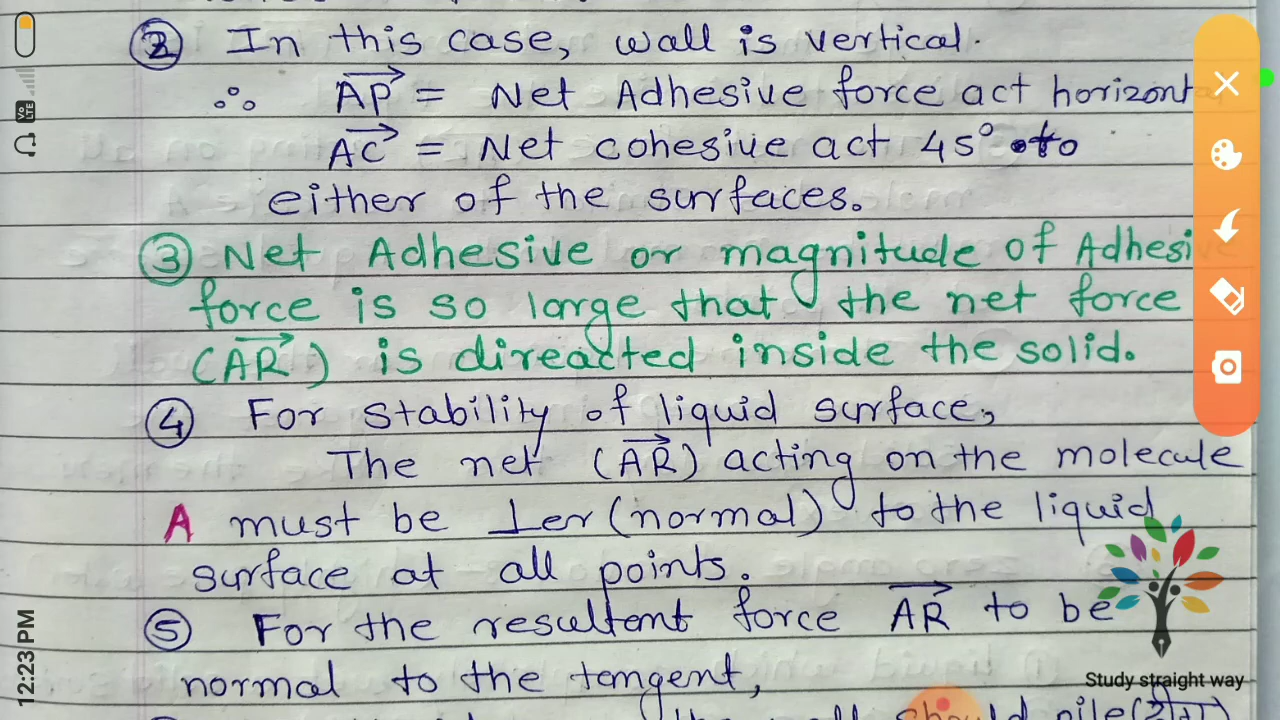 ② In this case, wall is vertical.
∴ AP = Net Adhesive force act horizont
AC = Net cohesive act 45° to
either of the surfaces.
③ Net Adhesive or magnitude of Adhesi
force is so large that the net force
(AR) is direacted inside the solid.
④ For stability of liquid surface,
The net (AR) acting on the molecule
A must be ⊥er (normal) to the liquid
surface at all points.
⑤ For the resultent force AR to be
normal to the tangent,
Study straight way
12:23 PM